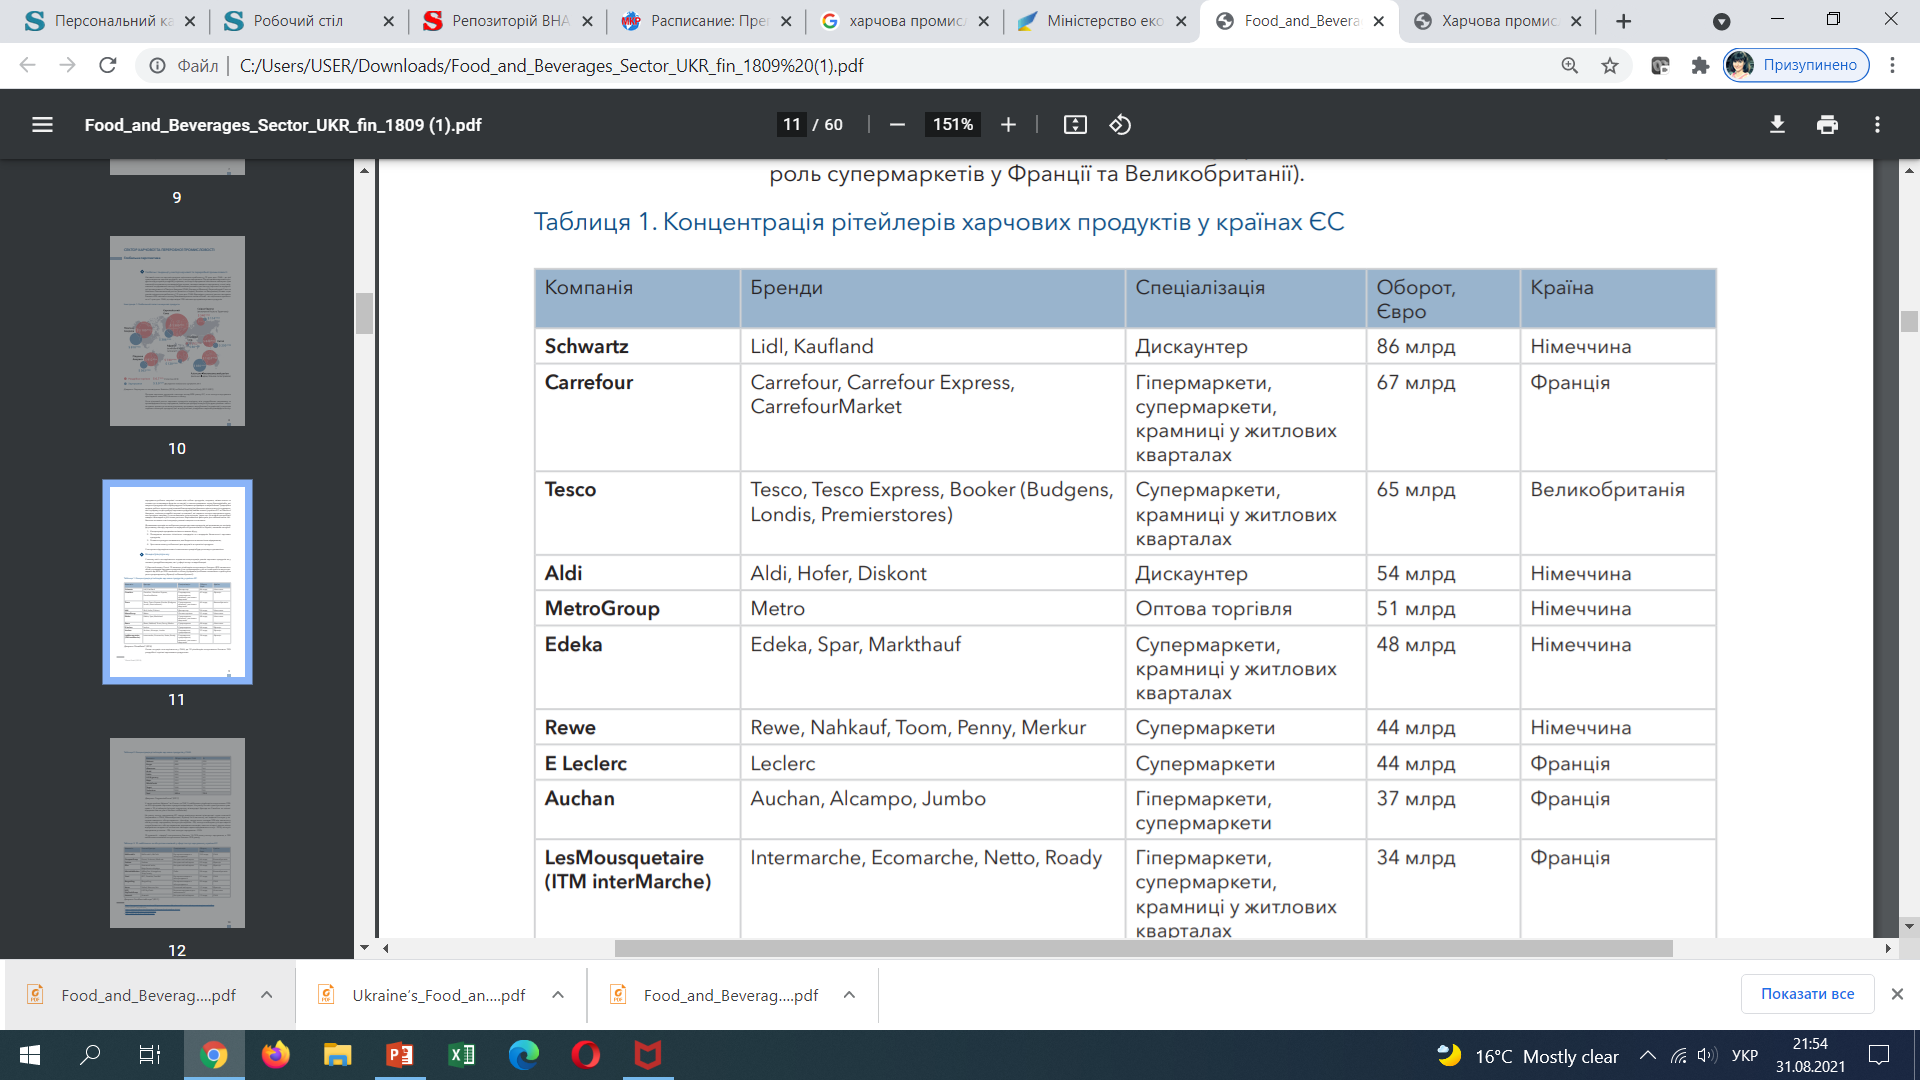 Персональний ка
Робочий стіл
Репозиторій ВНА
Расписание: Пре
харчова промисл
Міністерство еко
Food_and_Bevera
Харчова промис
Файл
C:/Users/USER/Downloads/Food_and_Beverages_Sector_UKR_fin_1809%20(1).pdf
Призупинено
Food_and_Beverages_Sector_UKR_fin_1809 (1).pdf
11 / 60
151%
9
10
11
12
роль супермаркетів у Франції та Великобританії).
Таблиця 1. Концентрація рітейлерів харчових продуктів у країнах ЄС
Компанія Бренди Спеціалізація Оборот, Євро Країна
Schwartz Lidl, Kaufland Дискаунтер 86 млрд Німеччина
Carrefour Carrefour, Carrefour Express, Гіпермаркети, 67 млрд Франція
CarrefourMarket супермаркети,
крамниці у житлових
кварталах
Tesco Tesco, Tesco Express, Booker (Budgens, Супермаркети, 65 млрд Великобританія
Londis, Premierstores) крамниці у житлових
кварталах
Aldi Aldi, Hofer, Diskont Дискаунтер 54 млрд Німеччина
MetroGroup Metro Оптова торгівля 51 млрд Німеччина
Edeka Edeka, Spar, Markthauf Супермаркети, 48 млрд Німеччина
крамниці у житлових
кварталах
Rewe Rewe, Nahkauf, Toom, Penny, Merkur Супермаркети 44 млрд Німеччина
E Leclerc Leclerc Супермаркети 44 млрд Франція
Auchan Auchan, Alcampo, Jumbo Гіпермаркети, 37 млрд Франція
супермаркети
LesMousquetaire Intermarche, Ecomarche, Netto, Roady Гіпермаркети, 34 млрд Франція
(ITM interMarche) супермаркети,
крамниці у житлових
кварталах
Food_and_Beverag....pdf
Ukraine's_Food_an....pdf
Food_and_Beverag....pdf
Показати все
16°C Mostly clear
УКР
21:54
31.08.2021